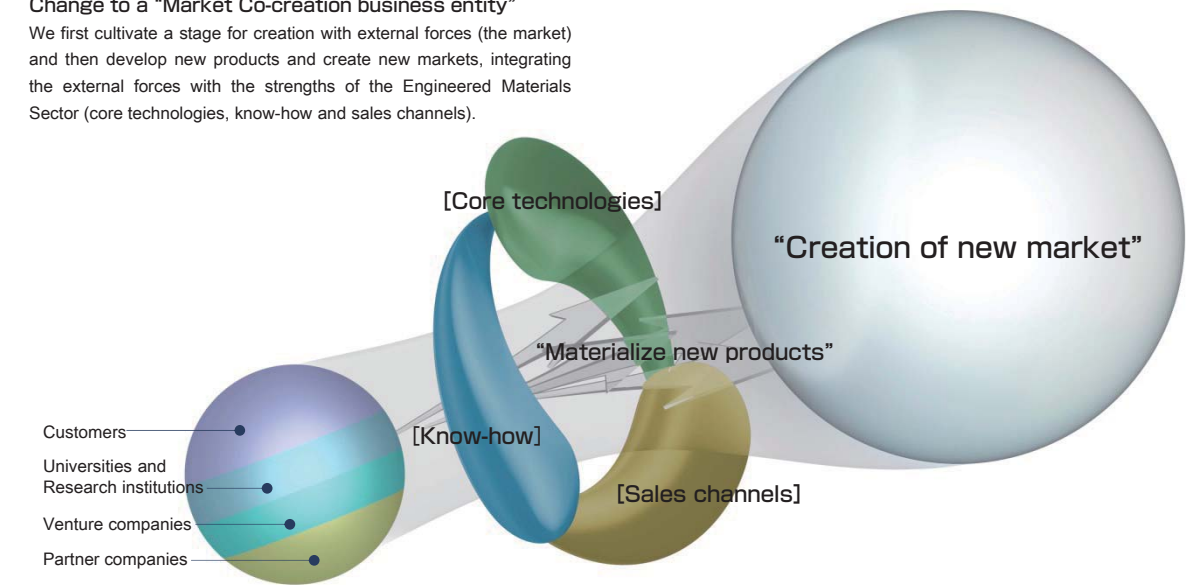 Change to a “Market Co-creation business entity”
We first cultivate a stage for creation with external forces (the market)
and then develop new products and create new markets, integrating
the external forces with the strengths of the Engineered Materials
Sector (core technologies, know-how and sales channels).
[Core technologies]
“Creation of new market”
“Materialize new products”
[Know-how]
[Sales channels]
Customers
Universities and
Research institutions
Venture companies
Partner companies